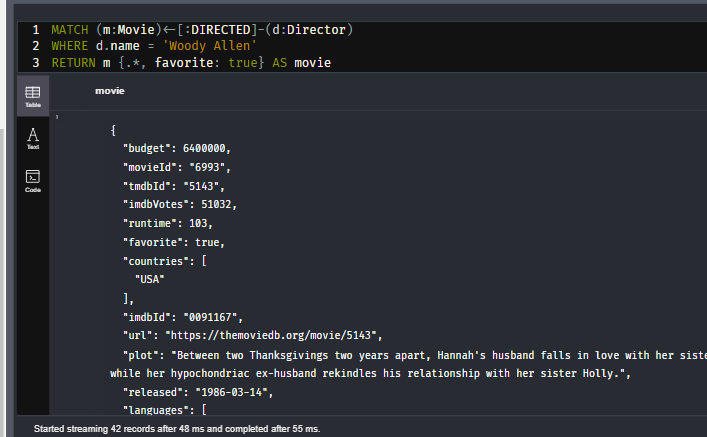 1 MATCH (m:Movie)<-[:DIRECTED]-(d:Director)
2 WHERE d.name = 'Woody Allen'
3 RETURN m {.*, favorite: true} AS movie
Table
movie
A
Text
Code
{
"budget": 6400000,
"movieId": "6993",
"tmdbId": "5143",
"imdbVotes": 51032,
"runtime": 103,
"favorite": true,
"countries": [
"USA"
],
"imdbId": "0091167",
"url": "https://themoviedb.org/movie/5143",
"plot": "Between two Thanksgivings two years apart, Hannah's husband falls in love with her siste
while her hypochondriac ex-husband rekindles his relationship with her sister Holly.",
"released": "1986-03-14",
"languages": [
Started streaming 42 records after 48 ms and completed after 55 ms.